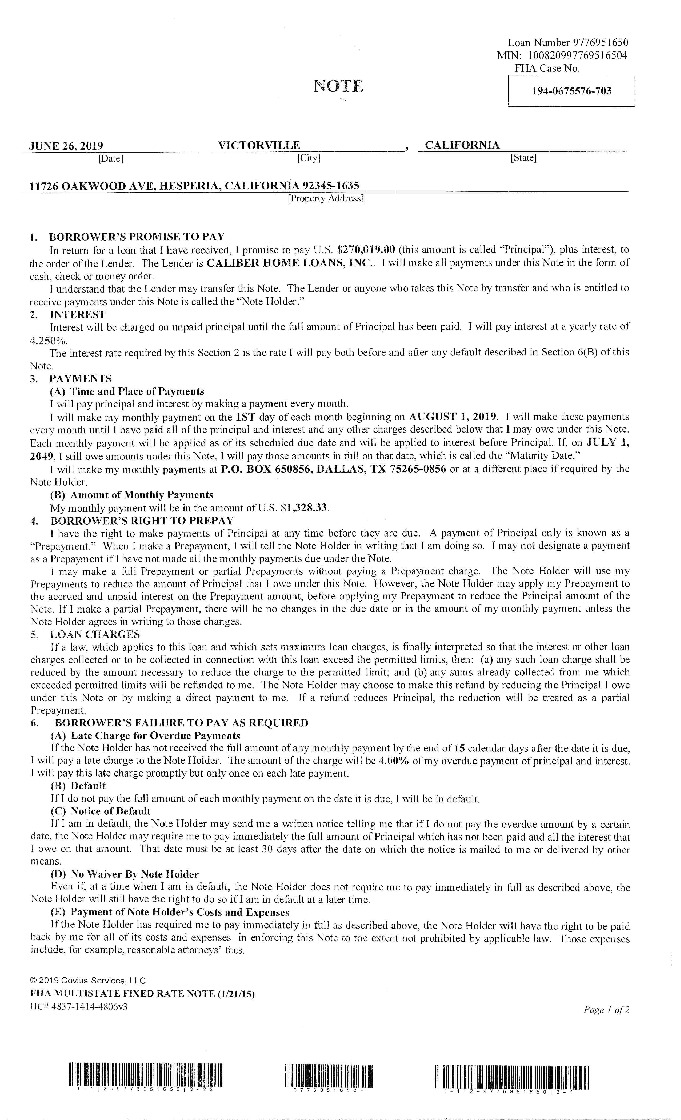 Loan Number 9776951650
MIN: 100820997769516504
FHA Case No.
194-0675576-703
NOTE
JUNE 26, 2019 VICTORVILLE , CALIFORNIA
[Date] [City] [State]
11726 OAKWOOD AVE, HESPERIA, CALIFORNIA 92345-1635
[Property Address]
1. BORROWER'S PROMISE TO PAY
In return for a loan that I have received, I promise to pay U.S. $270,019.00 (this amount is called "Principal"), plus interest, to
the order of the Lender. The Lender is CALIBER HOME LOANS, INC.. I will make all payments under this Note in the form of
cash, check or money order.
I understand that the Lender may transfer this Note. The Lender or anyone who takes this Note by transfer and who is entitled to
receive payments under this Note is called the "Note Holder."
2. INTEREST
Interest will be charged on unpaid principal until the full amount of Principal has been paid. I will pay interest at a yearly rate of
4.250%.
The interest rate required by this Section 2 is the rate I will pay both before and after any default described in Section 6(B) of this
Note.
3. PAYMENTS
(A) Time and Place of Payments
I will pay principal and interest by making a payment every month.
I will make my monthly payment on the 1ST day of each month beginning on AUGUST 1, 2019. I will make these payments
every month until I have paid all of the principal and interest and any other charges described below that I may owe under this Note.
Each monthly payment will be applied as of its scheduled due date and will be applied to interest before Principal. If, on JULY 1,
2049, I still owe amounts under this Note, I will pay those amounts in full on that date, which is called the "Maturity Date."
I will make my monthly payments at P.O. BOX 650856, DALLAS, TX 75265-0856 or at a different place if required by the
Note Holder.
(B) Amount of Monthly Payments
My monthly payment will be in the amount of U.S. $1,328.33.
4. BORROWER'S RIGHT TO PREPAY
I have the right to make payments of Principal at any time before they are due. A payment of Principal only is known as a
"Prepayment." When I make a Prepayment, I will tell the Note Holder in writing that I am doing so. I may not designate a payment
as a Prepayment if I have not made all the monthly payments due under the Note.
I may make a full Prepayment or partial Prepayments without paying a Prepayment charge. The Note Holder will use my
Prepayments to reduce the amount of Principal that I owe under this Note. However, the Note Holder may apply my Prepayment to
the accrued and unpaid interest on the Prepayment amount, before applying my Prepayment to reduce the Principal amount of the
Note. If I make a partial Prepayment, there will be no changes in the due date or in the amount of my monthly payment unless the
Note Holder agrees in writing to those changes.
5. LOAN CHARGES
If a law, which applies to this loan and which sets maximum loan charges, is finally interpreted so that the interest or other loan
charges collected or to be collected in connection with this loan exceed the permitted limits, then: (a) any such loan charge shall be
reduced by the amount necessary to reduce the charge to the permitted limit; and (b) any sums already collected from me which
exceeded permitted limits will be refunded to me. The Note Holder may choose to make this refund by reducing the Principal I owe
under this Note or by making a direct payment to me. If a refund reduces Principal, the reduction will be treated as a partial
Prepayment.
6. BORROWER'S FAILURE TO PAY AS REQUIRED
(A) Late Charge for Overdue Payments
If the Note Holder has not received the full amount of any monthly payment by the end of 15 calendar days after the date it is due,
I will pay a late charge to the Note Holder. The amount of the charge will be 4.00% of my overdue payment of principal and interest.
I will pay this late charge promptly but only once on each late payment.
(B) Default
If I do not pay the full amount of each monthly payment on the date it is due, I will be in default.
(C) Notice of Default
If I am in default, the Note Holder may send me a written notice telling me that if I do not pay the overdue amount by a certain
date, the Note Holder may require me to pay immediately the full amount of Principal which has not been paid and all the interest that
I owe on that amount. That date must be at least 30 days after the date on which the notice is mailed to me or delivered by other
means.
(D) No Waiver By Note Holder
Even if, at a time when I am in default, the Note Holder does not require me to pay immediately in full as described above, the
Note Holder will still have the right to do so if I am in default at a later time.
(E) Payment of Note Holder's Costs and Expenses
If the Note Holder has required me to pay immediately in full as described above, the Note Holder will have the right to be paid
back by me for all of its costs and expenses in enforcing this Note to the extent not prohibited by applicable law. Those expenses
include, for example, reasonable attorneys' fees.
© 2019 Covius Services, LLC
FHA MULTISTATE FIXED RATE NOTE (1/21/15)
4837-1414-4806v3 Page 1 of 2